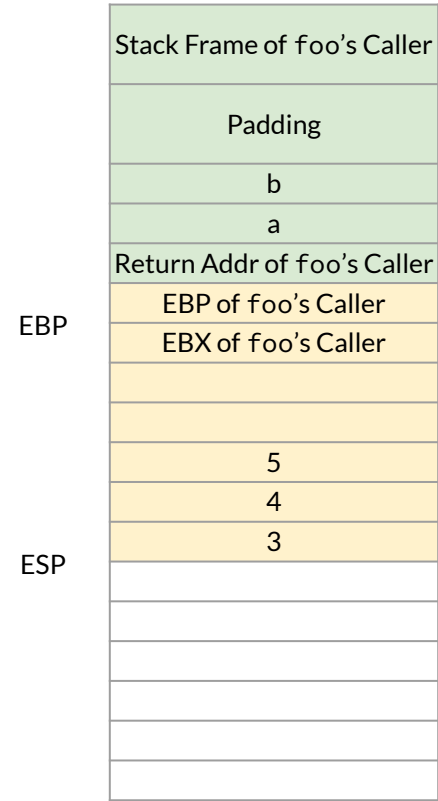 Stack Frame of foo’s Caller
Padding
b
a
Return Addr of foo’s Caller
EBP of foo’s Caller
EBP
EBX of foo’s Caller
5
4
3
ESP